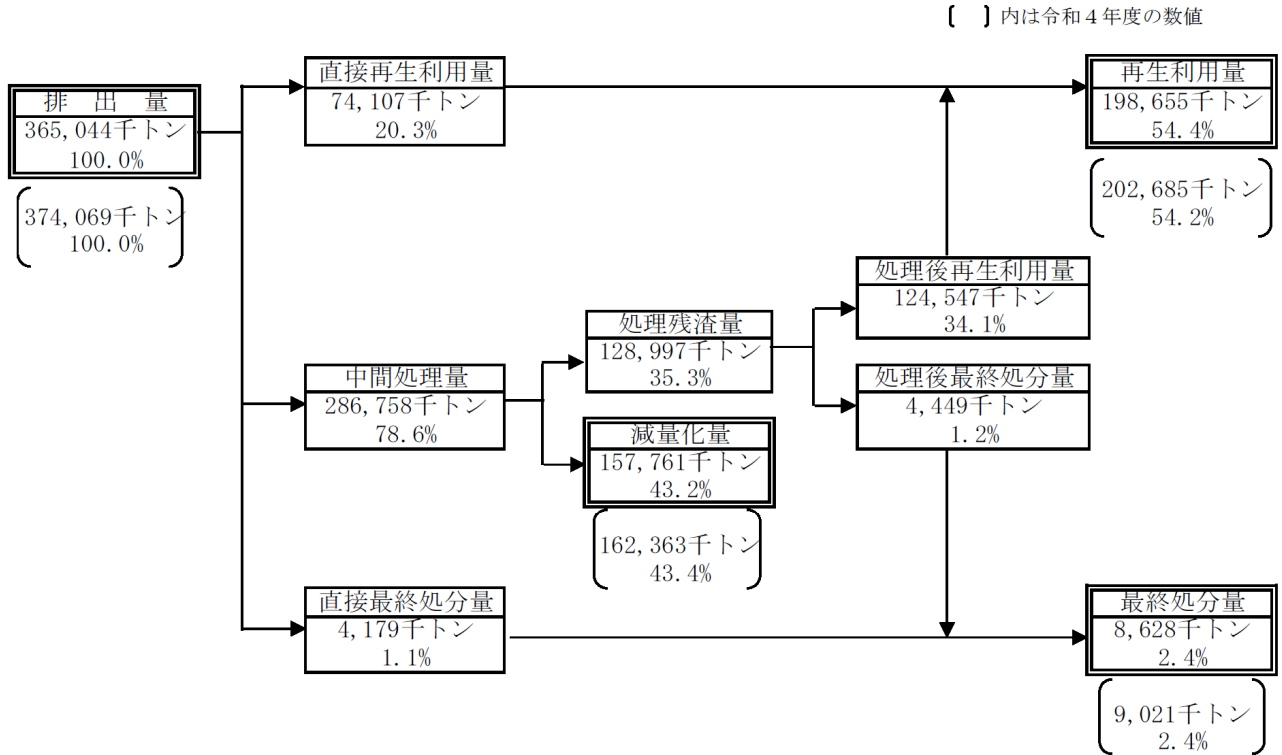 〔　〕内は令和４年度の数値
排　出　量
365,044千トン
100.0%
374,069千トン
100.0%
直接再生利用量
74,107千トン
20.3%
中間処理量
286,758千トン
78.6%
直接最終処分量
4,179千トン
1.1%
処理残渣量
128,997千トン
35.3%
減量化量
157,761千トン
43.2%
162,363千トン
43.4%
処理後再生利用量
124,547千トン
34.1%
処理後最終処分量
4,449千トン
1.2%
再生利用量
198,655千トン
54.4%
202,685千トン
54.2%
最終処分量
8,628千トン
2.4%
9,021千トン
2.4%